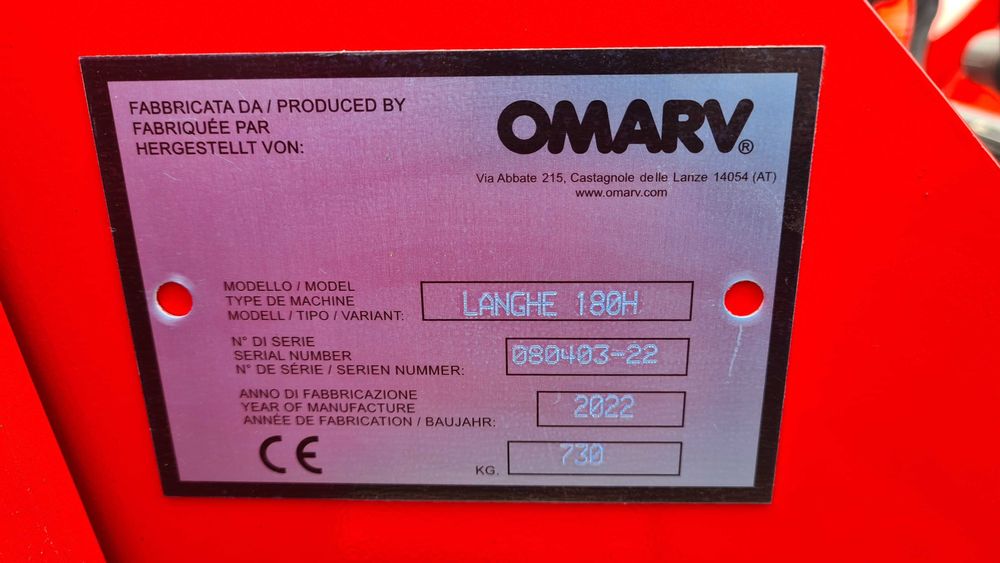 FABBRICATA DA / PRODUCED BY
FABRIQUÉE PAR
HERGESTELLT VON:
OMARV®
Via Abbate 215, Castagnole delle Lanze 14054 (AT)
www.omarv.com
MODELLO / MODEL
TYPE DE MACHINE
MODELL / TIPO / VARIANT:
LANGHE 180H
N° DI SERIE
SERIAL NUMBER
N° DE SÉRIE / SERIEN NUMMER:
080403-22
ANNO DI FABBRICAZIONE
YEAR OF MANUFACTURE
ANNÉE DE FABRICATION / BAUJAHR:
2022
CE
KG.
730